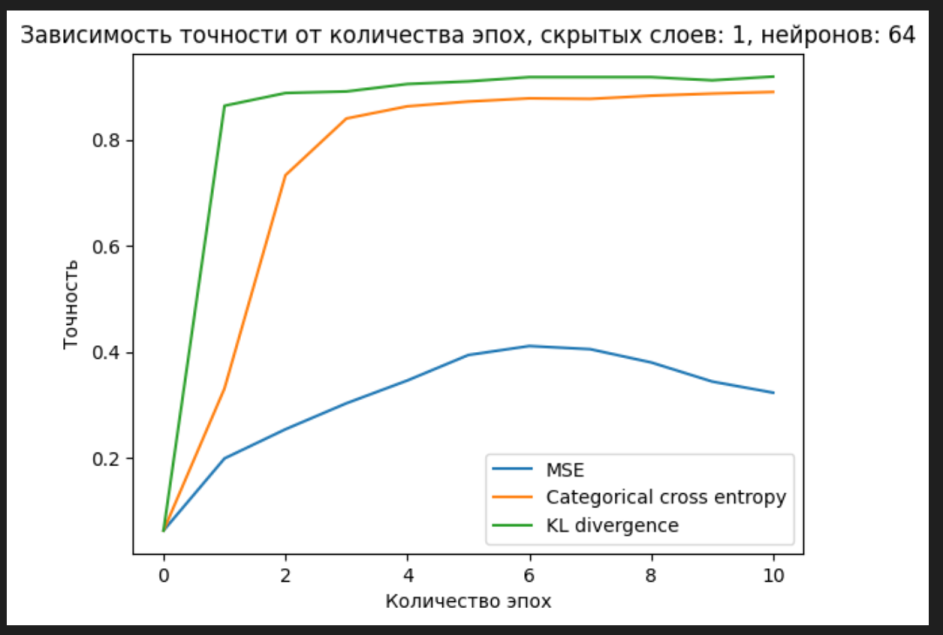 Зависимость точности от количества эпох, скрытых слоев: 1, нейронов: 64
0.8
0.6
0.4
0.2
Точность
MSE
Categorical cross entropy
KL divergence
0 2 4 6 8 10
Количество эпох